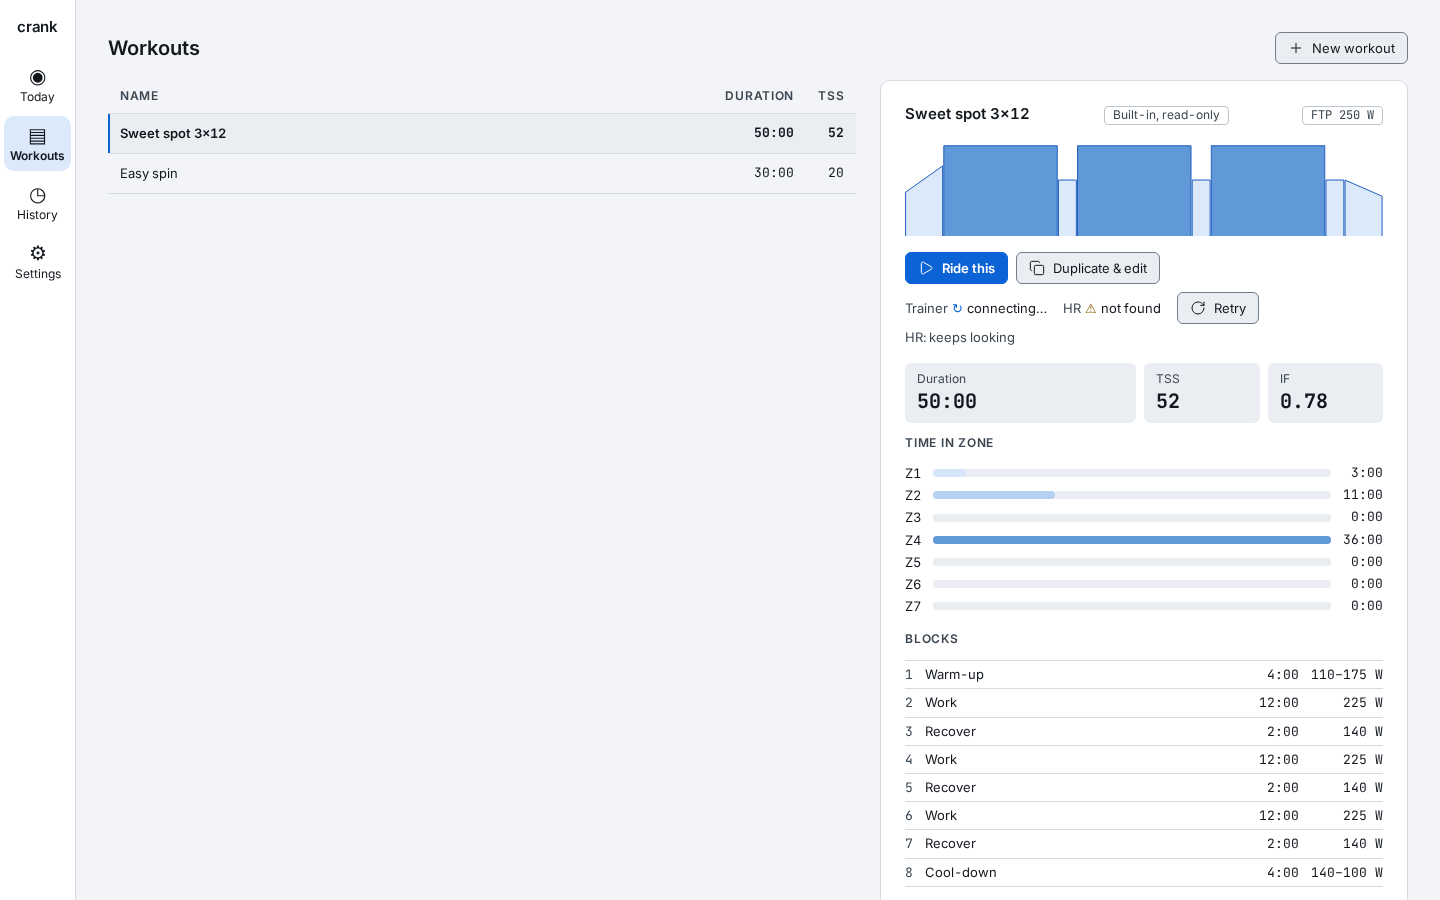 crank
Today
Workouts
History
Settings
Workouts
New workout
NAME DURATION TSS
Sweet spot 3×12 50:00 52
Easy spin 30:00 20
Sweet spot 3×12 Built-in, read-only FTP 250 W
Ride this Duplicate & edit
Trainer ↻ connecting… HR ⚠ not found Retry
HR: keeps looking
Duration TSS IF
50:00 52 0.78
TIME IN ZONE
Z1 3:00
Z2 11:00
Z3 0:00
Z4 36:00
Z5 0:00
Z6 0:00
Z7 0:00
BLOCKS
1 Warm-up 4:00 110–175 W
2 Work 12:00 225 W
3 Recover 2:00 140 W
4 Work 12:00 225 W
5 Recover 2:00 140 W
6 Work 12:00 225 W
7 Recover 2:00 140 W
8 Cool-down 4:00 140–100 W